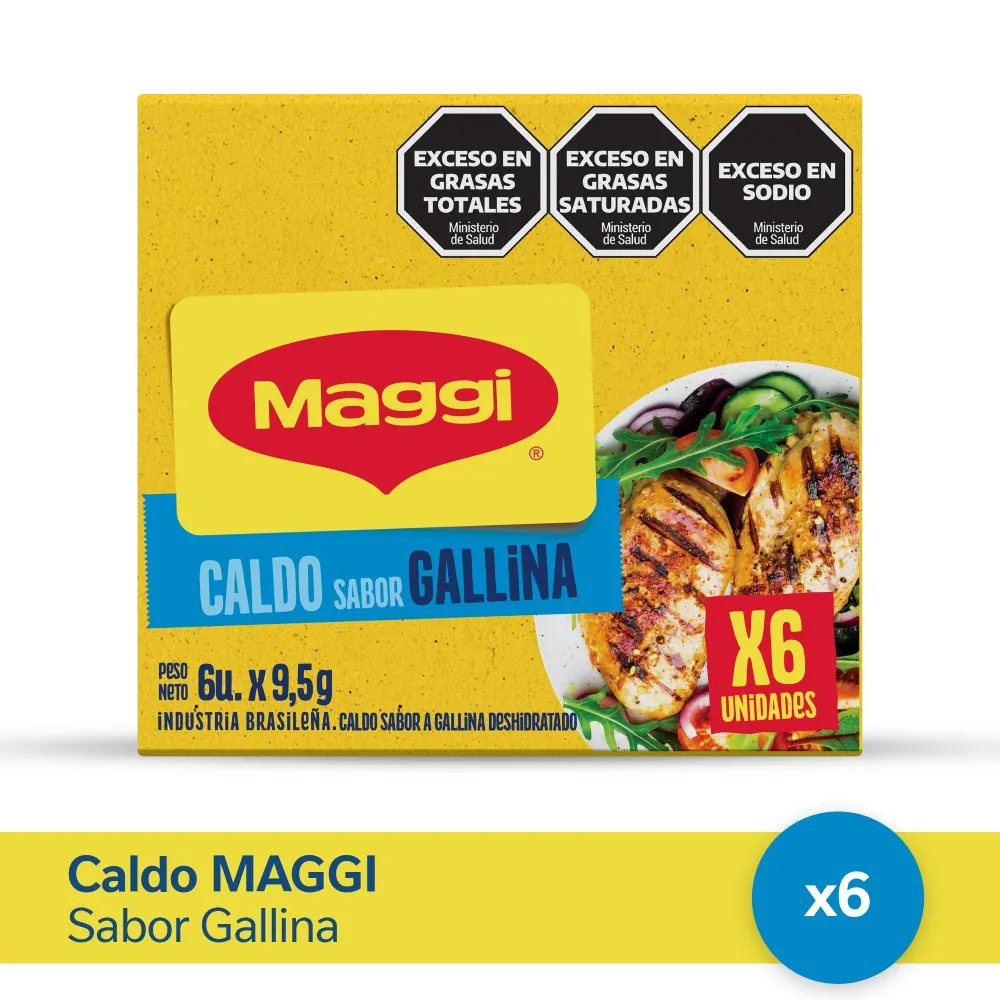 EXCESO EN
GRASAS
TOTALES
Ministerio
de Salud
EXCESO EN
GRASAS
SATURADAS
Ministerio
de Salud
EXCESO EN
SODIO
Ministerio
de Salud
Maggi
®
CALDO SABOR GALLINA
PESO
NETO 6u. x 9,5g
INDUSTRIA BRASILEÑA. CALDO SABOR A GALLINA DESHIDRATADO
X6
UNIDADES
Caldo MAGGI
Sabor Gallina
x6